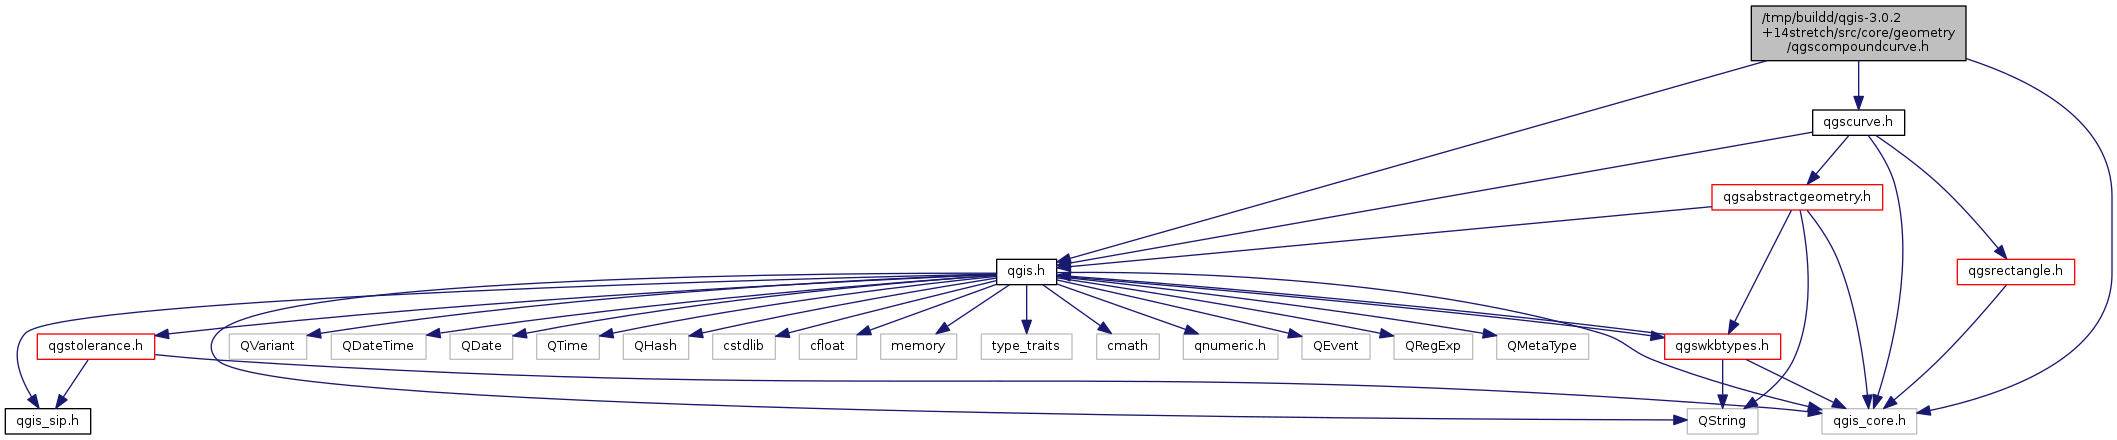 /tmp/buildd/qgis-3.0.2
+14stretch/src/core/geometry
/qgscompoundcurve.h
qgscurve.h
qgsabstractgeometry.h
qgis.h
qgsrectangle.h
qgstolerance.h
QVariant
QDateTime
QDate
QTime
QHash
cstdlib
cfloat
memory
type_traits
cmath
qnumeric.h
QEvent
QRegExp
QMetaType
qgswkbtypes.h
qgis_sip.h
QString
qgis_core.h